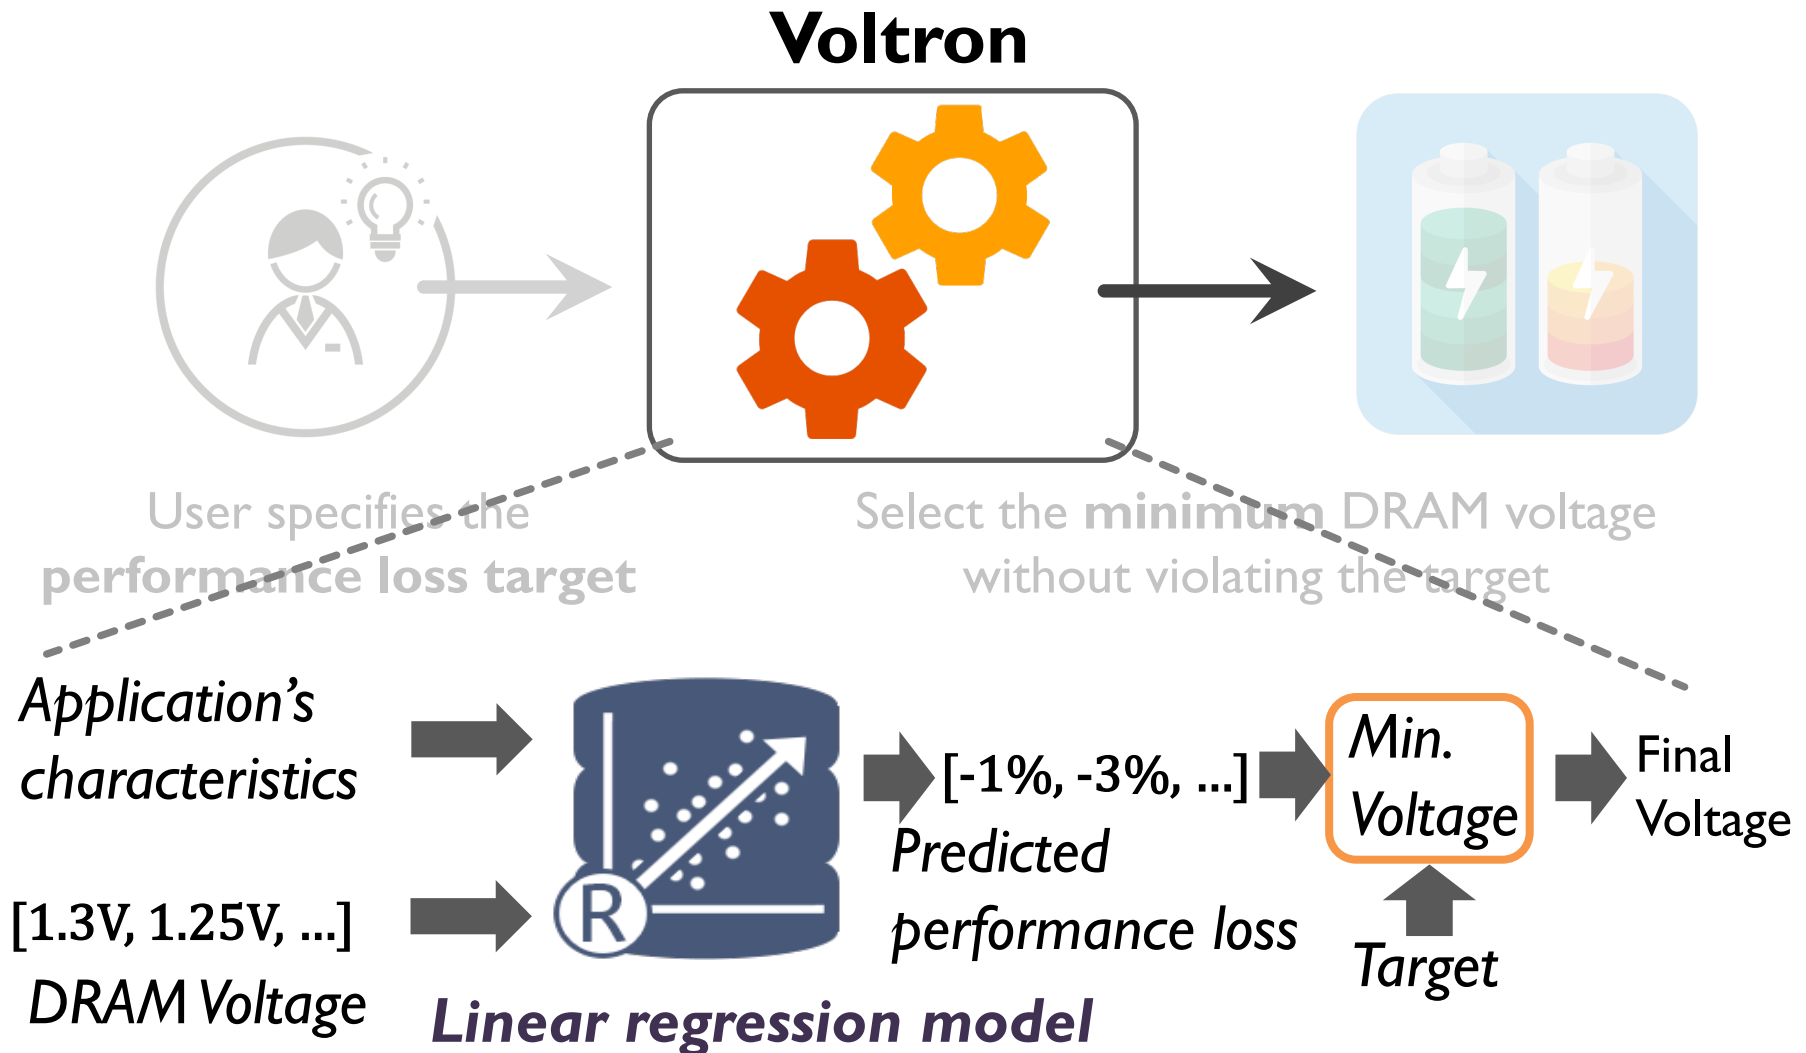 Voltron
User specifies the
performance loss target
Select the minimum DRAM voltage
without violating the target
Application’s
characteristics
[1.3V, 1.25V, ...]
DRAM Voltage
R
Linear regression model
[-1%, -3%, ...]
Predicted
performance loss
Min.
Voltage
Target
Final
Voltage